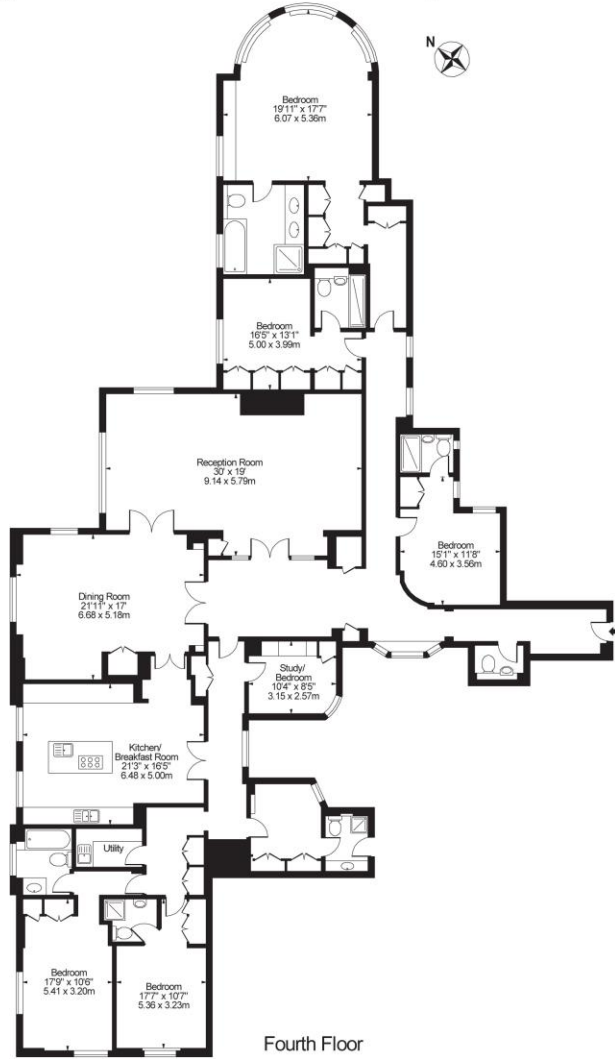 N
Bedroom
19'11" x 17'7"
6.07 x 5.36m
Bedroom
16'5" x 13'1"
5.00 x 3.99m
Reception Room
30' x 19'
9.14 x 5.79m
Bedroom
15'1" x 11'8"
4.60 x 3.56m
Dining Room
21'11" x 17'
6.68 x 5.18m
Study/
Bedroom
10'4" x 8'5"
3.15 x 2.57m
Kitchen/
Breakfast Room
21'3" x 16'5"
6.48 x 5.00m
Utility
Bedroom
17'9" x 10'6"
5.41 x 3.20m
Bedroom
17'7" x 10'7"
5.36 x 3.23m
Fourth Floor